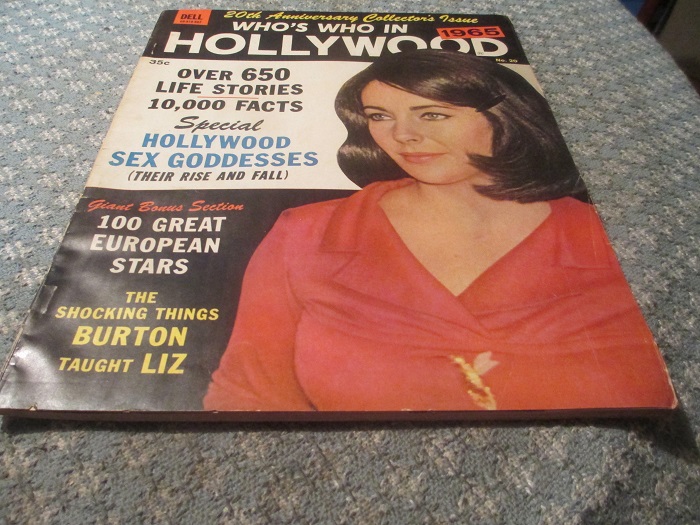 DELL
20th Anniversary Collector's Issue
WHO'S WHO IN
HOLLYWOOD
1965
35c
OVER 650
LIFE STORIES
10,000 FACTS
Special
HOLLYWOOD
SEX GODDESSES
(THEIR RISE AND FALL)
Giant Bonus Section
100 GREAT
EUROPEAN
STARS
THE
SHOCKING THINGS
BURTON
TAUGHT LIZ